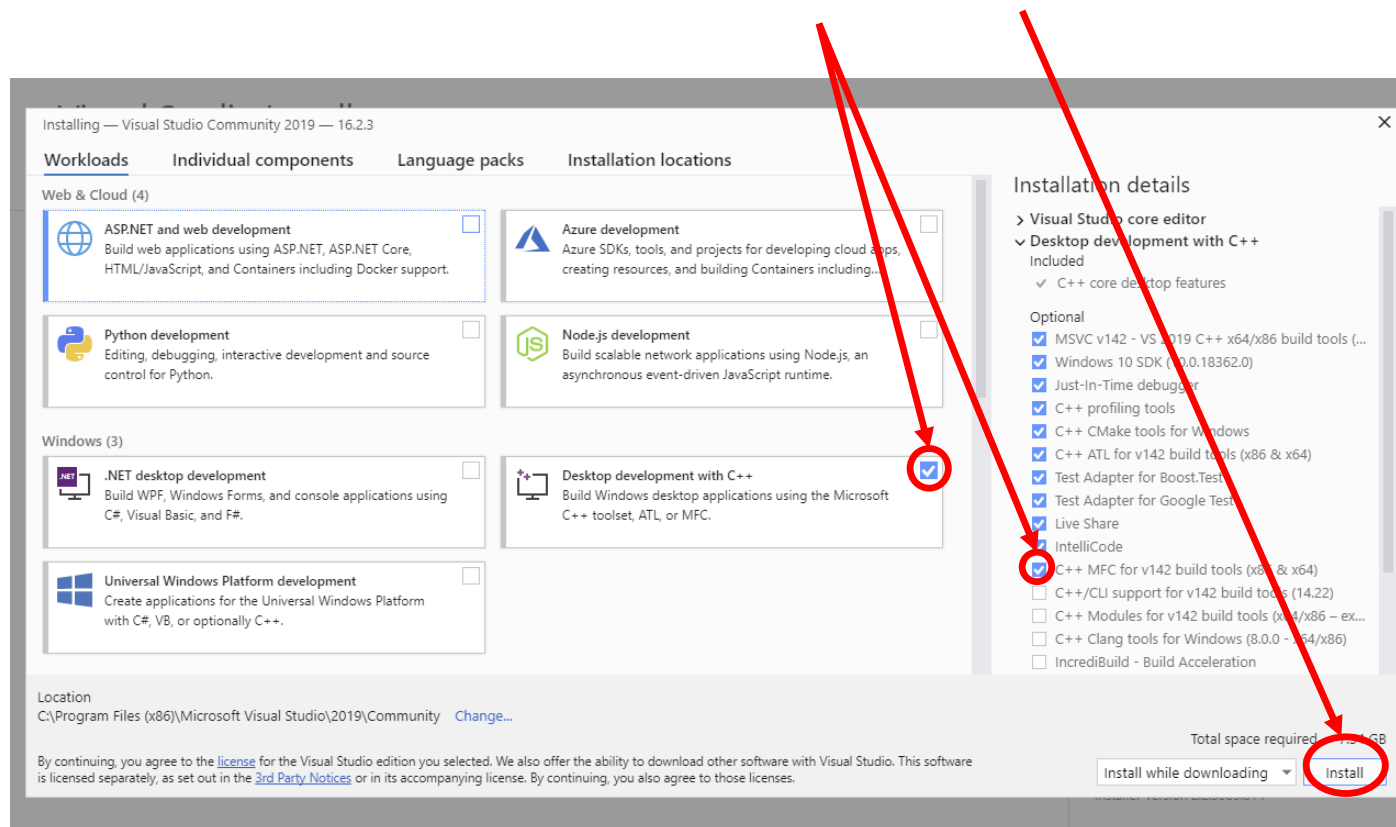 Installing — Visual Studio Community 2019 — 16.2.3
Workloads
Individual components
Language packs
Installation locations
Web & Cloud (4)
ASP.NET and web development
Build web applications using ASP.NET, ASP.NET Core,
HTML/JavaScript, and Containers including Docker support.
Azure development
Azure SDKs, tools, and projects for developing cloud apps,
creating resources, and building Containers including...
Python development
Editing, debugging, interactive development and source
control for Python.
Node.js development
Build scalable network applications using Node.js, an
asynchronous event-driven JavaScript runtime.
Windows (3)
.NET desktop development
Build WPF, Windows Forms, and console applications using
C#, Visual Basic, and F#.
Desktop development with C++
Build Windows desktop applications using the Microsoft
C++ toolset, ATL, or MFC.
Universal Windows Platform development
Create applications for the Universal Windows Platform
with C#, VB, or optionally C++.
Installation details
Visual Studio core editor
Desktop development with C++
Included
C++ core desktop features
Optional
MSVC v142 - VS 2019 C++ x64/x86 build tools (...
Windows 10 SDK (10.0.18362.0)
Just-In-Time debugger
C++ profiling tools
C++ CMake tools for Windows
C++ ATL for v142 build tools (x86 & x64)
Test Adapter for Boost.Test
Test Adapter for Google Test
Live Share
IntelliCode
C++ MFC for v142 build tools (x86 & x64)
C++/CLI support for v142 build tools (14.22)
C++ Modules for v142 build tools (x64/x86 – ex...
C++ Clang tools for Windows (8.0.0 - x64/x86)
IncrediBuild - Build Acceleration
Location
C:\Program Files (x86)\Microsoft Visual Studio\2019\Community Change...
Total space required GB
By continuing, you agree to the license for the Visual Studio edition you selected. We also offer the ability to download other software with Visual Studio. This software
is licensed separately, as set out in the 3rd Party Notices or in its accompanying license. By continuing, you also agree to those licenses.
Install while downloading
Install